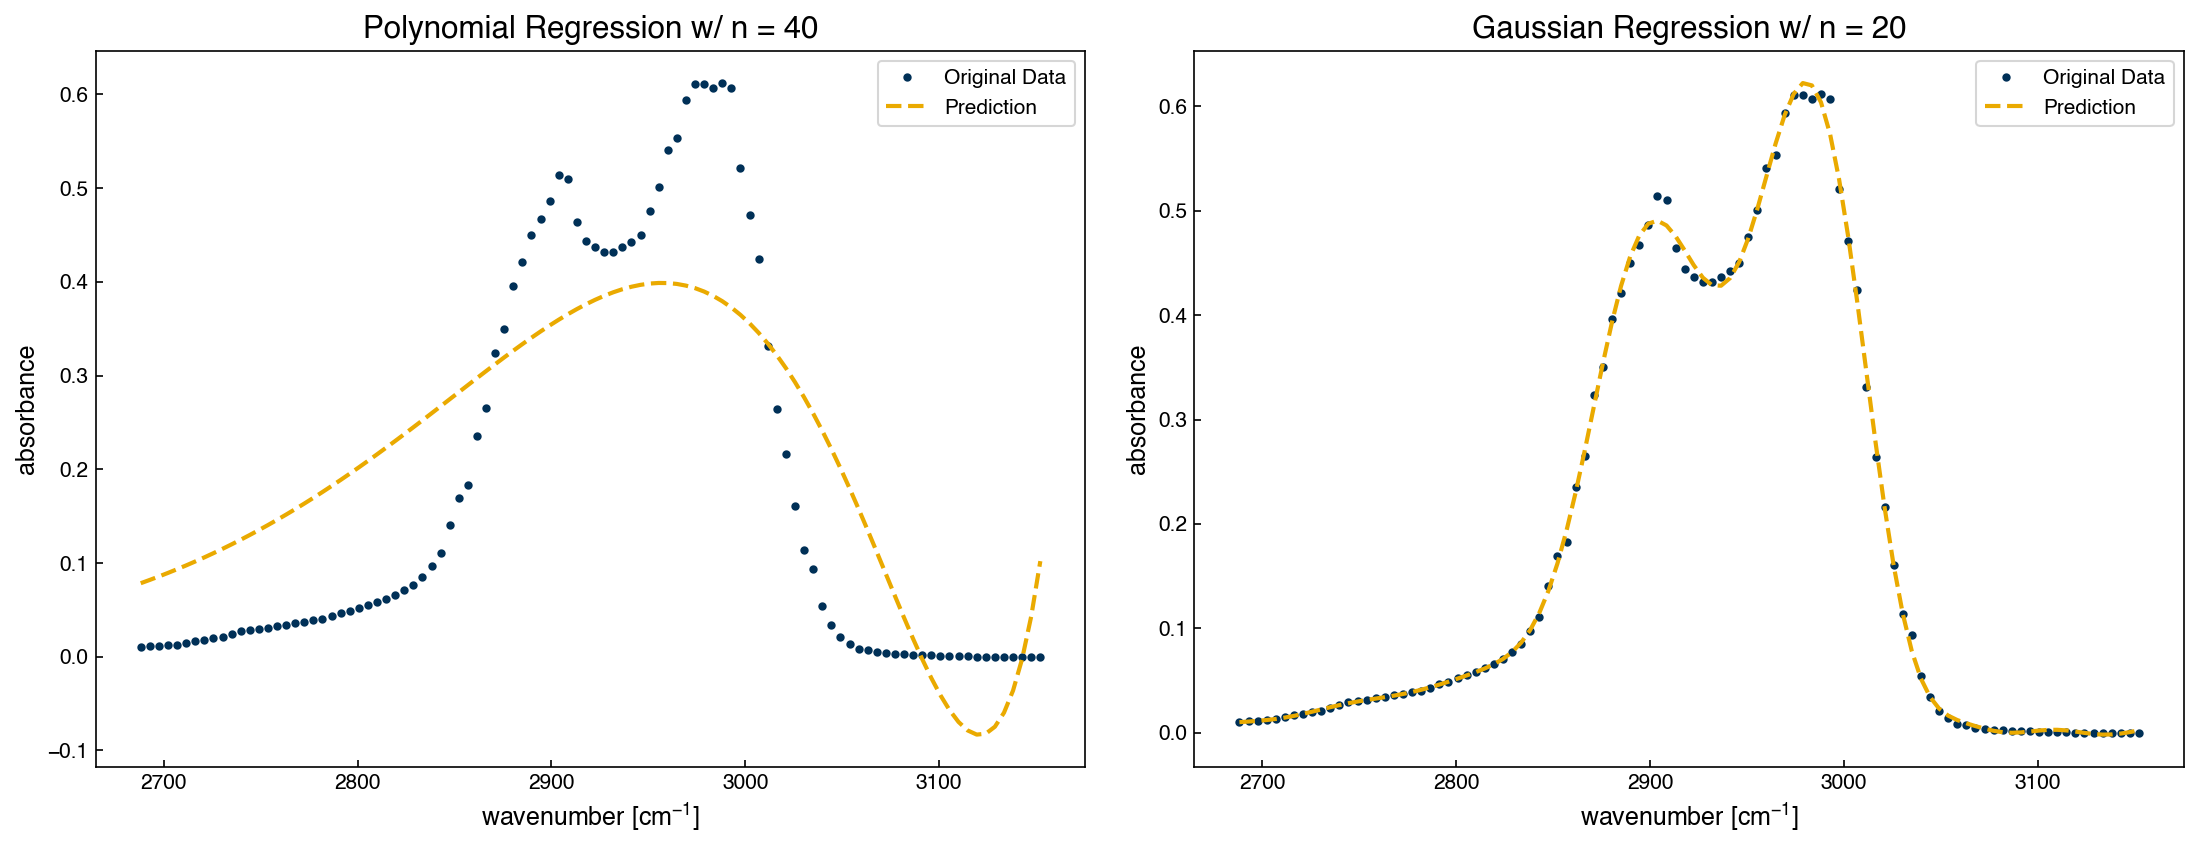 Polynomial Regression w/ n = 40
Original Data
Prediction
0.6
0.5
0.4
0.3
0.2
0.1
0.0
−0.1
absorbance
2700 2800 2900 3000 3100
wavenumber [cm⁻¹]
Gaussian Regression w/ n = 20
Original Data
Prediction
0.6
0.5
0.4
0.3
0.2
0.1
0.0
absorbance
2700 2800 2900 3000 3100
wavenumber [cm⁻¹]